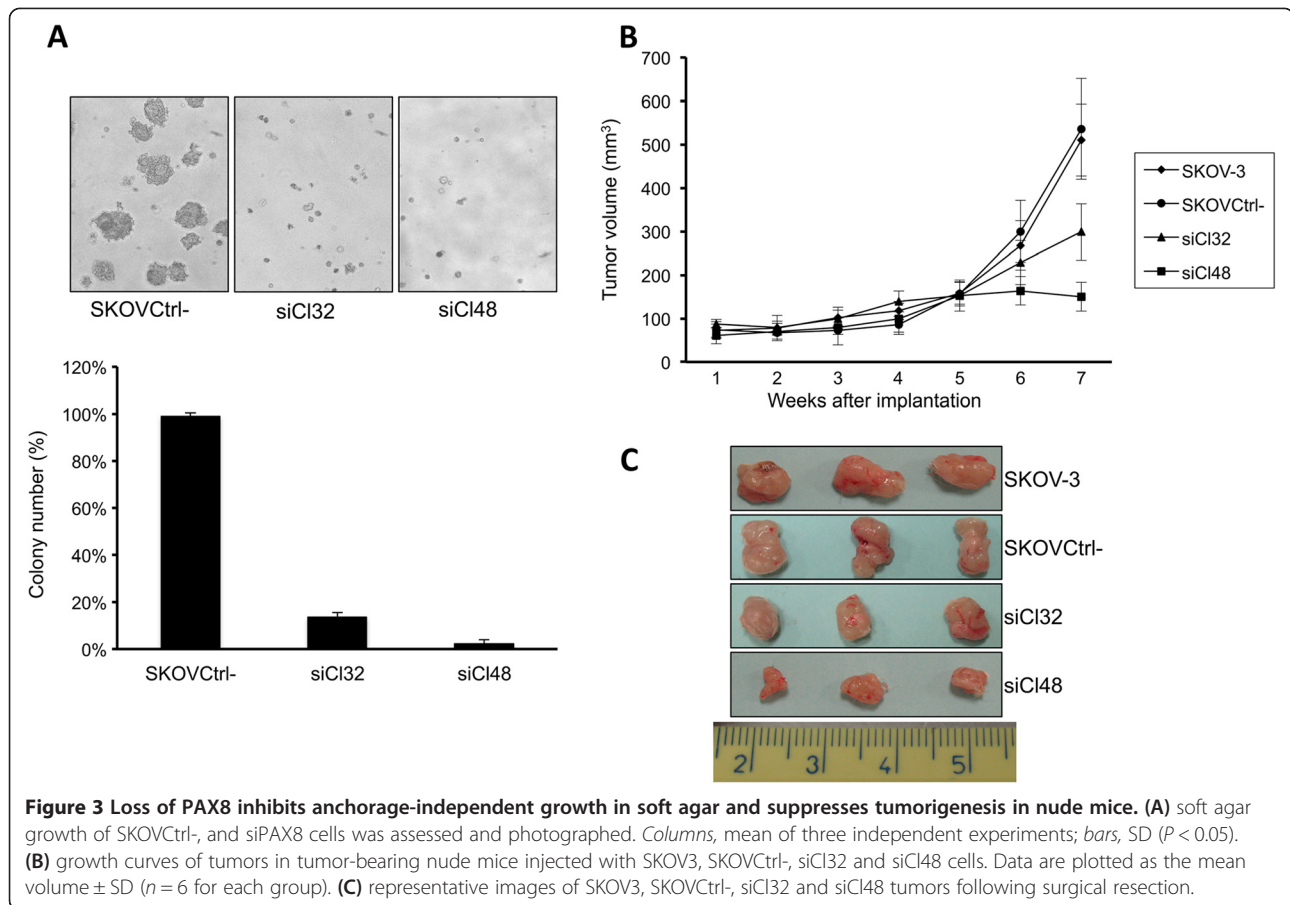 A
SKOVCtrl- siCl32 siCl48
120%
100%
80%
60%
40%
20%
0%
Colony number (%)
SKOVCtrl- siCl32 siCl48
B
700
600
500
400
300
200
100
0
Tumor volume (mm³)
1 2 3 4 5 6 7
Weeks after implantation
SKOV-3
SKOVCtrl-
siCl32
siCl48
C
SKOV-3
SKOVCtrl-
siCl32
siCl48
2 3 4 5
Figure 3 Loss of PAX8 inhibits anchorage-independent growth in soft agar and suppresses tumorigenesis in nude mice. (A) soft agar
growth of SKOVCtrl-, and siPAX8 cells was assessed and photographed. Columns, mean of three independent experiments; bars, SD (P < 0.05).
(B) growth curves of tumors in tumor-bearing nude mice injected with SKOV3, SKOVCtrl-, siCl32 and siCl48 cells. Data are plotted as the mean
volume ± SD (n = 6 for each group). (C) representative images of SKOV3, SKOVCtrl-, siCl32 and siCl48 tumors following surgical resection.